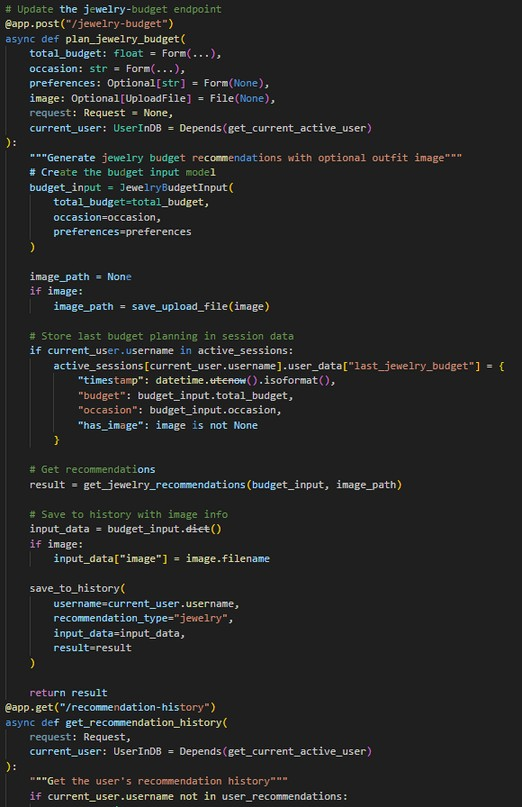 # Update the jewelry-budget endpoint
@app.post("/jewelry-budget")
async def plan_jewelry_budget(
    total_budget: float = Form(...),
    occasion: str = Form(...),
    preferences: Optional[str] = Form(None),
    image: Optional[UploadFile] = File(None),
    request: Request = None,
    current_user: UserInDB = Depends(get_current_active_user)
):
    """Generate jewelry budget recommendations with optional outfit image"""
    # Create the budget input model
    budget_input = JewelryBudgetInput(
        total_budget=total_budget,
        occasion=occasion,
        preferences=preferences
    )

    image_path = None
    if image:
        image_path = save_upload_file(image)

    # Store last budget planning in session data
    if current_user.username in active_sessions:
        active_sessions[current_user.username].user_data["last_jewelry_budget"] = {
            "timestamp": datetime.utcnow().isoformat(),
            "budget": budget_input.total_budget,
            "occasion": budget_input.occasion,
            "has_image": image is not None
        }

    # Get recommendations
    result = get_jewelry_recommendations(budget_input, image_path)

    # Save to history with image info
    input_data = budget_input.dict()
    if image:
        input_data["image"] = image.filename

    save_to_history(
        username=current_user.username,
        recommendation_type="jewelry",
        input_data=input_data,
        result=result
    )

    return result
@app.get("/recommendation-history")
async def get_recommendation_history(
    request: Request,
    current_user: UserInDB = Depends(get_current_active_user)
):
    """Get the user's recommendation history"""
    if current_user.username not in user_recommendations: